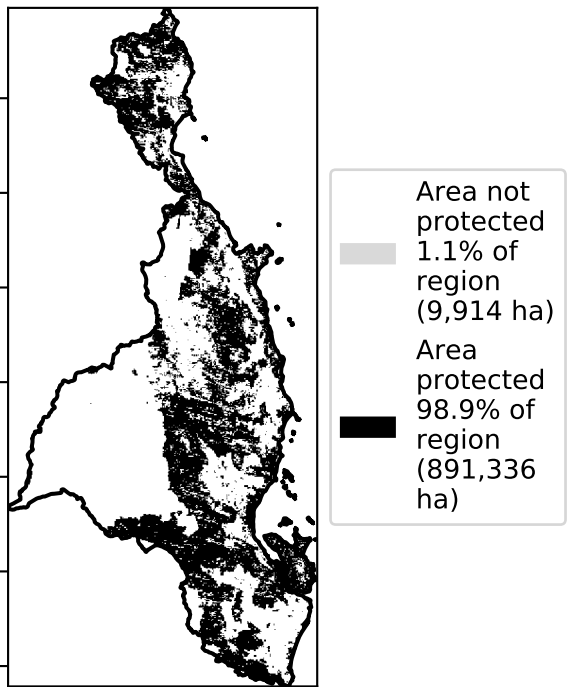 Area not
protected
1.1% of
region
(9,914 ha)
Area
protected
98.9% of
region
(891,336
ha)